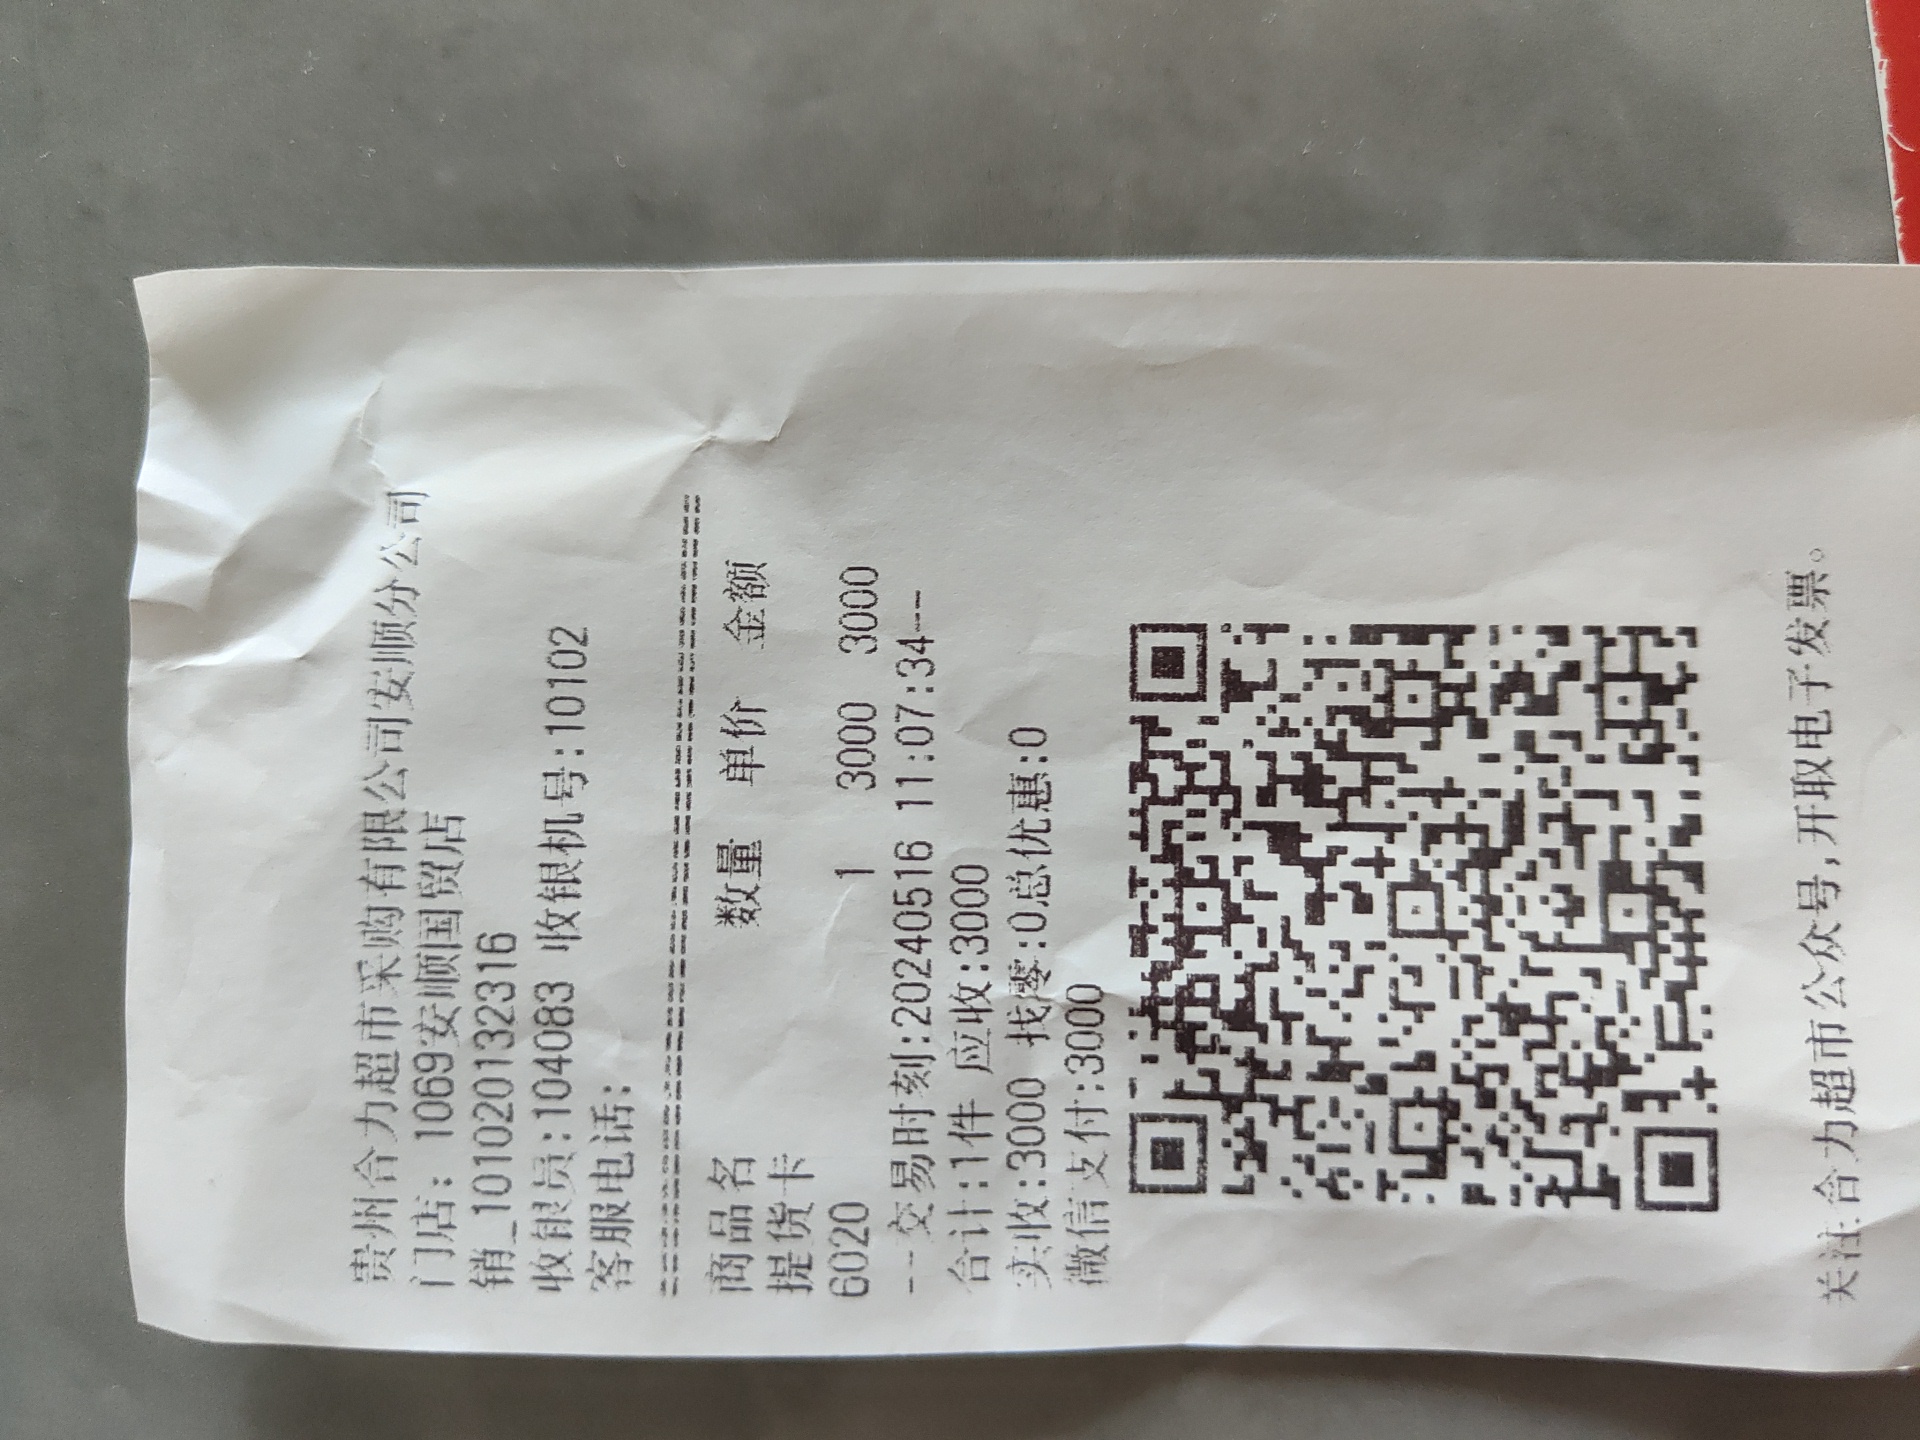 贵州合力超市采购有限公司安顺分公司
门店：1069安顺国贸店
销_1010201323​16
收银员:104083 收银机号:10102
客服电话：
商品名 数量 单价 金额
提货卡
6020 1 3000 3000
--交易时刻:20240516 11:07:34--
合计:1件 应收:3000
实收:3000 找零:0总优惠:0
微信支付:3000
关注合力超市公众号,开取电子发票。